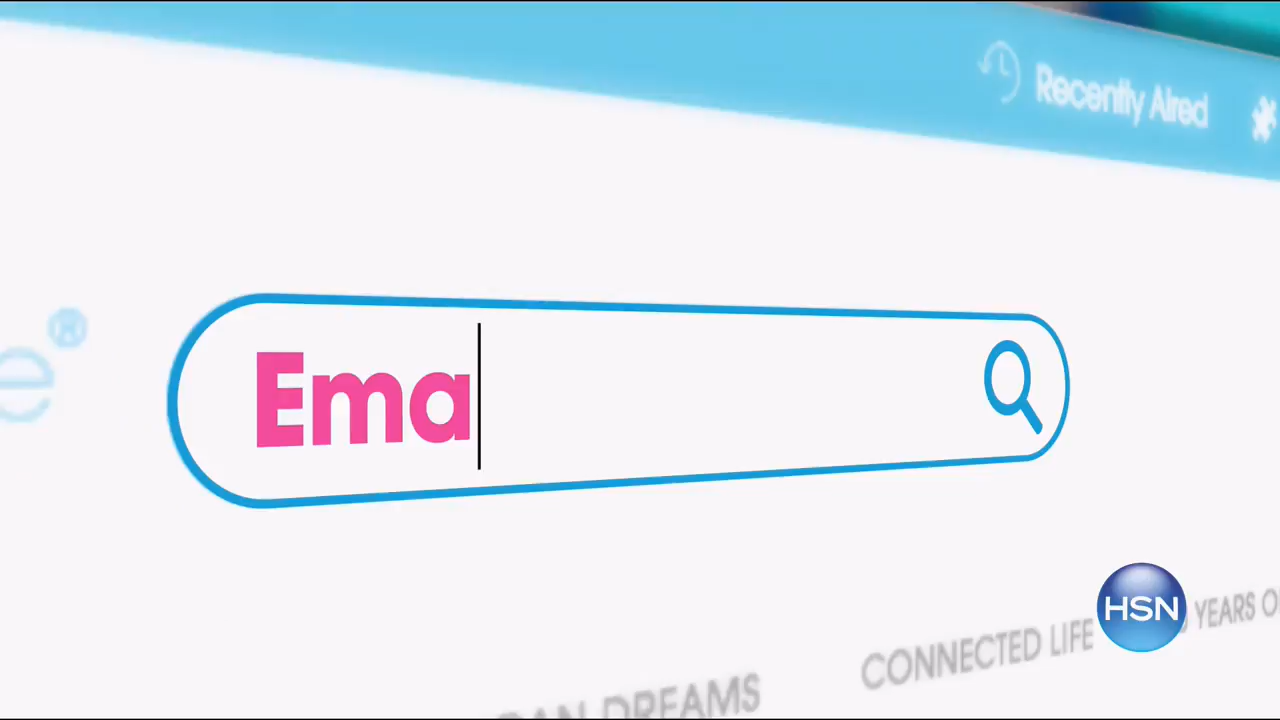 Recently Aired
e®
Ema
HSN
CONNECTED LIFE
YEARS
DREAMS